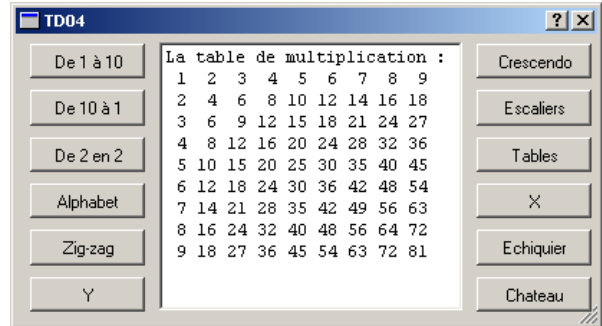 TD04
De 1 à 10
De 10 à 1
De 2 en 2
Alphabet
Zig-zag
Y
La table de multiplication :
1 2 3 4 5 6 7 8 9
2 4 6 8 10 12 14 16 18
3 6 9 12 15 18 21 24 27
4 8 12 16 20 24 28 32 36
5 10 15 20 25 30 35 40 45
6 12 18 24 30 36 42 48 54
7 14 21 28 35 42 49 56 63
8 16 24 32 40 48 56 64 72
9 18 27 36 45 54 63 72 81
Crescendo
Escaliers
Tables
X
Echiquier
Chateau